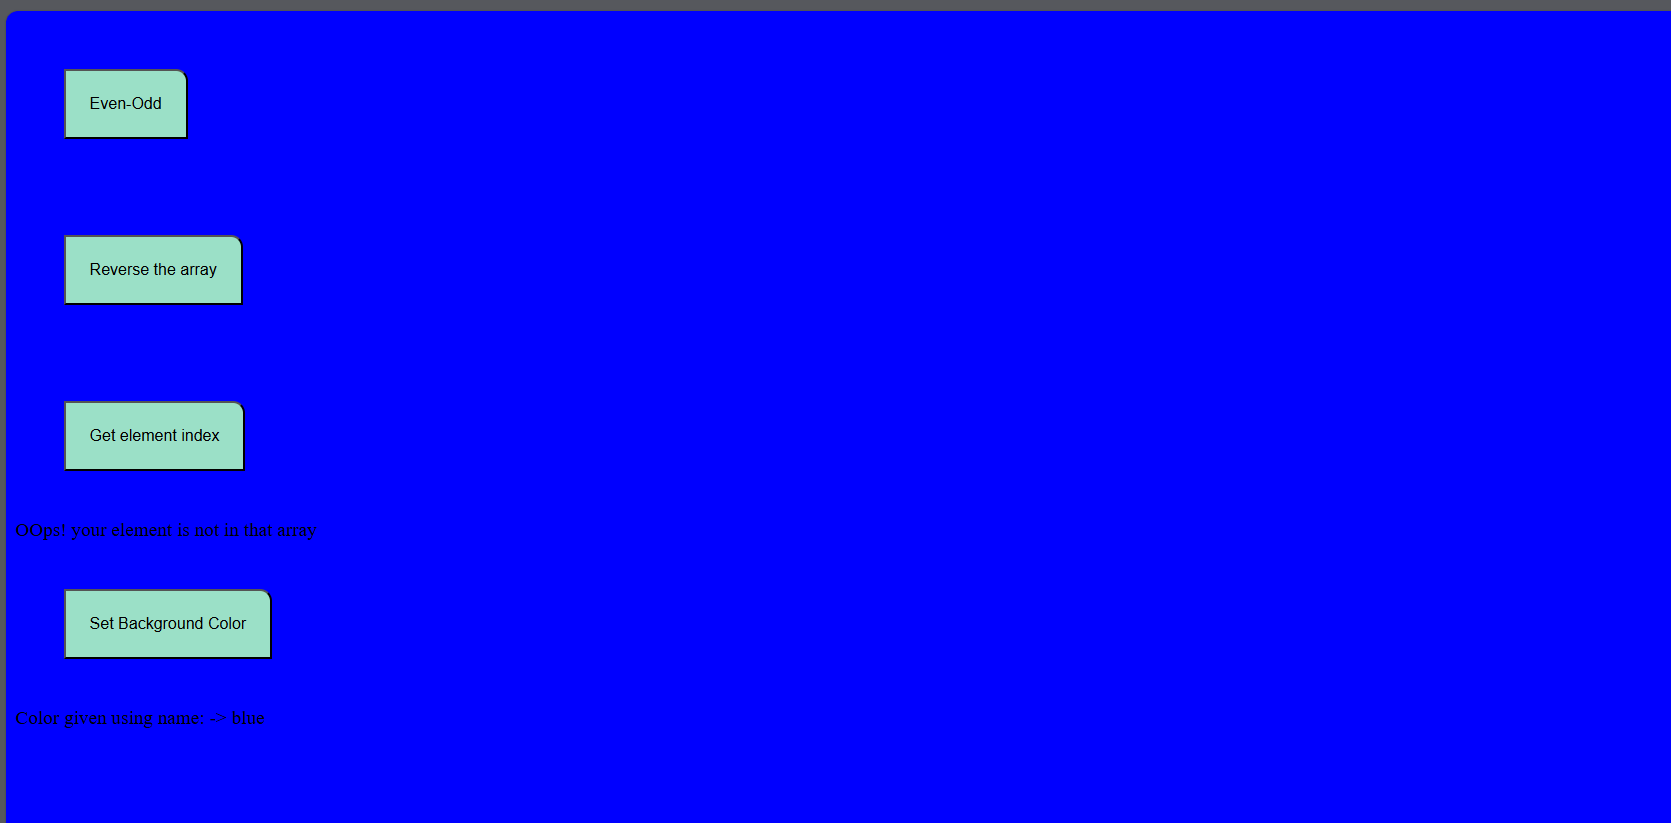 Even-Odd
Reverse the array
Get element index
OOps! your element is not in that array
Set Background Color
Color given using name: -> blue